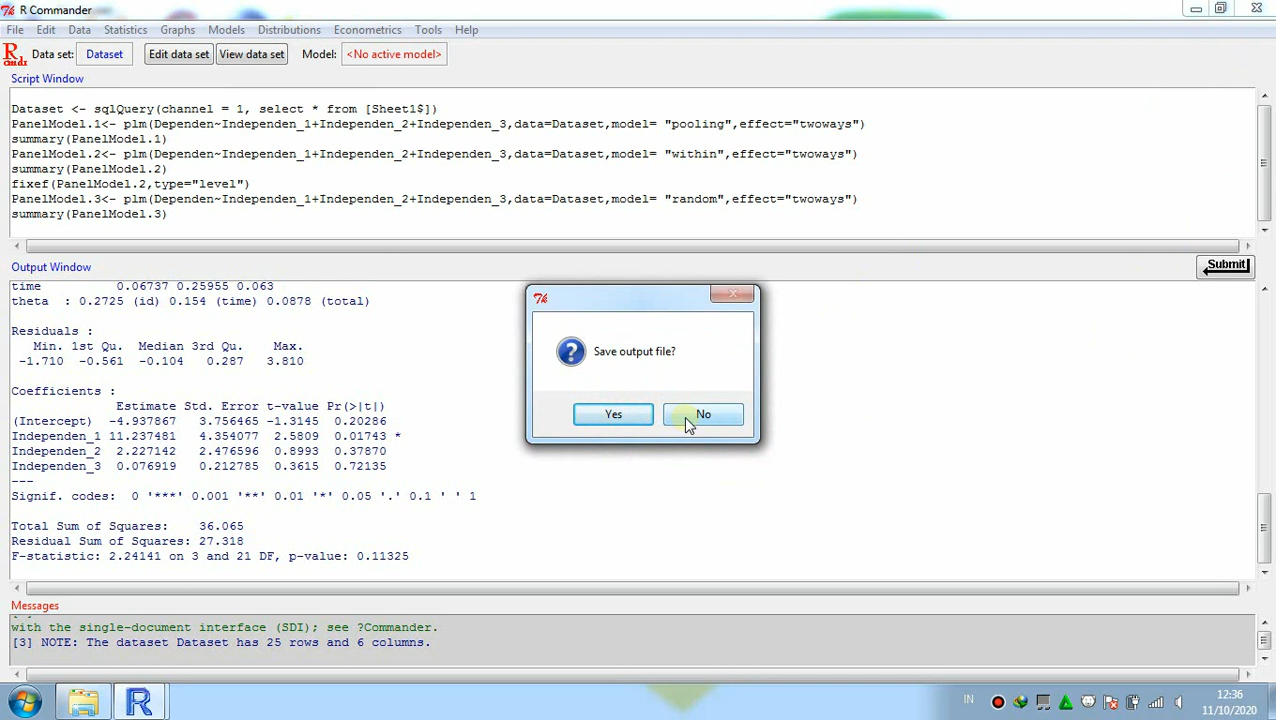 R Commander
File Edit Data Statistics Graphs Models Distributions Econometrics Tools Help
R cmdr Data set: Dataset Edit data set View data set Model: <No active model>
Script Window
Dataset <- sqlQuery(channel = 1, select * from [Sheet1$])
PanelModel.1<- plm(Dependen~Independen_1+Independen_2+Independen_3,data=Dataset,model= "pooling",effect="twoways")
summary(PanelModel.1)
PanelModel.2<- plm(Dependen~Independen_1+Independen_2+Independen_3,data=Dataset,model= "within",effect="twoways")
summary(PanelModel.2)
fixef(PanelModel.2,type="level")
PanelModel.3<- plm(Dependen~Independen_1+Independen_2+Independen_3,data=Dataset,model= "random",effect="twoways")
summary(PanelModel.3)
Output Window
Submit
time 0.06737 0.25955 0.063
theta : 0.2725 (id) 0.154 (time) 0.0878 (total)
Residuals :
Min. 1st Qu. Median 3rd Qu. Max.
-1.710 -0.561 -0.104 0.287 3.810
Coefficients :
Estimate Std. Error t-value Pr(>|t|)
(Intercept) -4.937867 3.756465 -1.3145 0.20286
Independen_1 11.237481 4.354077 2.5809 0.01743 *
Independen_2 2.227142 2.476596 0.8993 0.37870
Independen_3 0.076919 0.212785 0.3615 0.72135
---
Signif. codes: 0 '***' 0.001 '**' 0.01 '*' 0.05 '.' 0.1 ' ' 1
Total Sum of Squares: 36.065
Residual Sum of Squares: 27.318
F-statistic: 2.24141 on 3 and 21 DF, p-value: 0.11325
Save output file?
Yes No
Messages
with the single-document interface (SDI); see ?Commander.
[3] NOTE: The dataset Dataset has 25 rows and 6 columns.
IN
12:36
11/10/2020